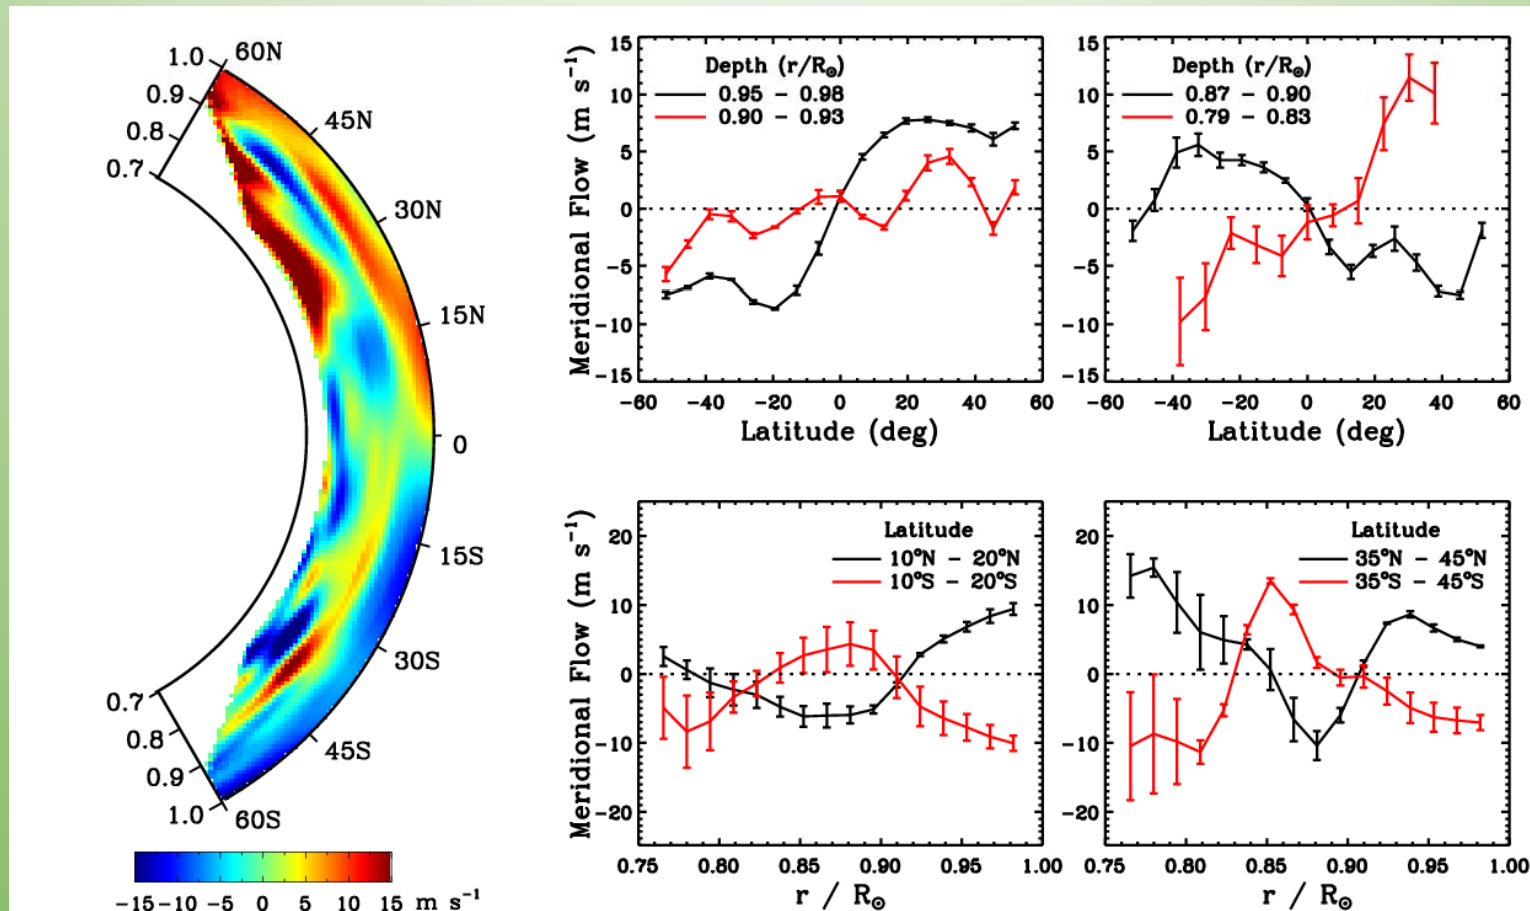 1.0
60N
0.9
45N
0.8
0.7
30N
15N
0
15S
30S
0.7
0.8
45S
0.9
1.0
60S
−15 −10 −5 0 5 10 15 m s⁻¹
Meridional Flow (m s⁻¹)
15
10
5
0
−5
−10
−15
Depth (r/R☉)
0.95 − 0.98
0.90 − 0.93
−60 −40 −20 0 20 40 60
Latitude (deg)
15
10
5
0
−5
−10
−15
Depth (r/R☉)
0.87 − 0.90
0.79 − 0.83
−60 −40 −20 0 20 40 60
Latitude (deg)
Meridional Flow (m s⁻¹)
20
10
0
−10
−20
Latitude
10°N − 20°N
10°S − 20°S
0.75 0.80 0.85 0.90 0.95 1.00
r / R☉
20
10
0
−10
−20
Latitude
35°N − 45°N
35°S − 45°S
0.75 0.80 0.85 0.90 0.95 1.00
r / R☉